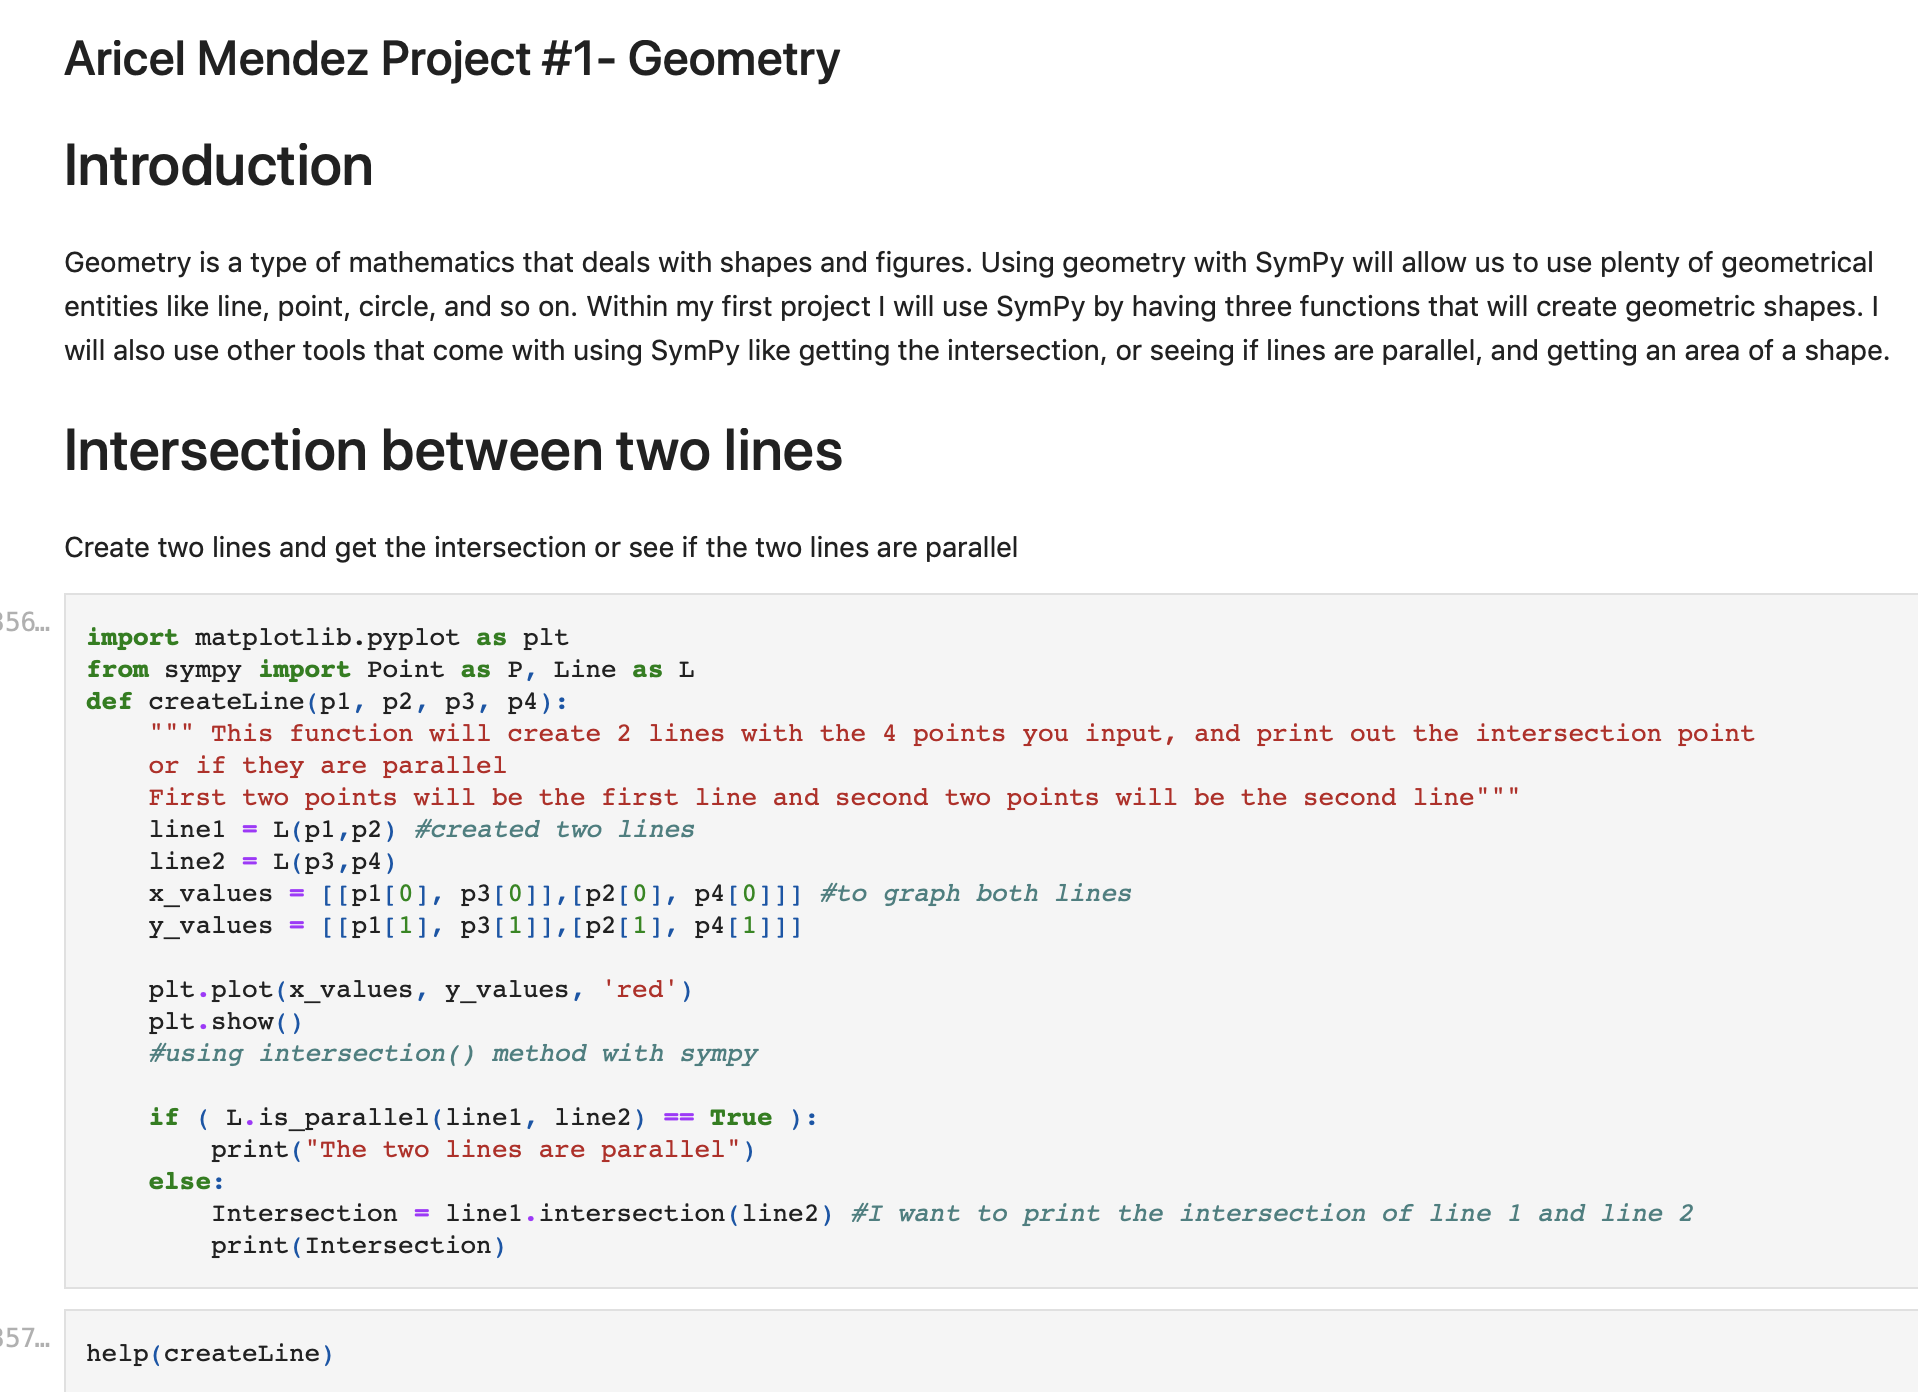 Aricel Mendez Project #1- Geometry
Introduction
Geometry is a type of mathematics that deals with shapes and figures. Using geometry with SymPy will allow us to use plenty of geometrical
entities like line, point, circle, and so on. Within my first project I will use SymPy by having three functions that will create geometric shapes. I
will also use other tools that come with using SymPy like getting the intersection, or seeing if lines are parallel, and getting an area of a shape.
Intersection between two lines
Create two lines and get the intersection or see if the two lines are parallel
356…
import matplotlib.pyplot as plt
from sympy import Point as P, Line as L
def createLine(p1, p2, p3, p4):
    """ This function will create 2 lines with the 4 points you input, and print out the intersection point
    or if they are parallel
    First two points will be the first line and second two points will be the second line"""
    line1 = L(p1,p2) #created two lines
    line2 = L(p3,p4)
    x_values = [[p1[0], p3[0]],[p2[0], p4[0]]] #to graph both lines
    y_values = [[p1[1], p3[1]],[p2[1], p4[1]]]
    plt.plot(x_values, y_values, 'red')
    plt.show()
    #using intersection() method with sympy
    if ( L.is_parallel(line1, line2) == True ):
        print("The two lines are parallel")
    else:
        Intersection = line1.intersection(line2) #I want to print the intersection of line 1 and line 2
        print(Intersection)
357…
help(createLine)